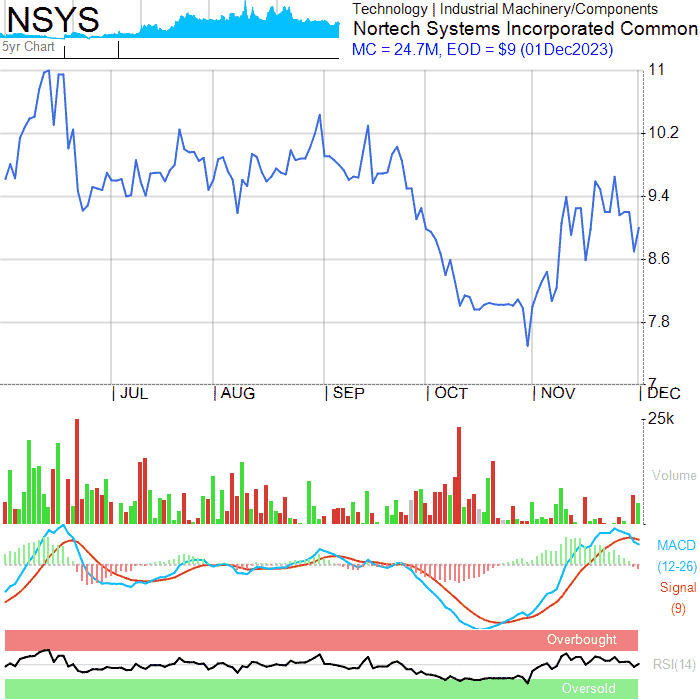 NSYS
5yr Chart
Technology | Industrial Machinery/Components
Nortech Systems Incorporated Common
MC = 24.7M, EOD = $9 (01Dec2023)
11
10.2
9.4
8.6
7.8
7
JUL AUG SEP OCT NOV DEC
25k
Volume
MACD
(12-26)
Signal
(9)
Overbought
RSI(14)
Oversold